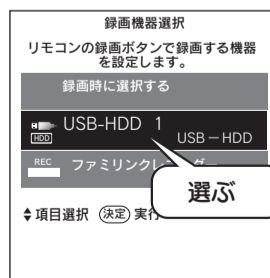 録画機器選択
リモコンの録画ボタンで録画する機器
を設定します。
録画時に選択する
USB-HDD 1
HDD
USB－HDD
REC
ファミリンクレ
選ぶ
項目選択 決定 実行